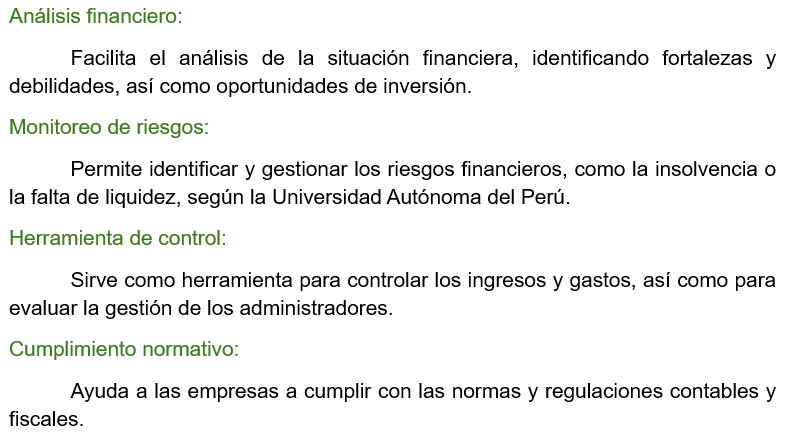 Análisis financiero:
Facilita el análisis de la situación financiera, identificando fortalezas y
debilidades, así como oportunidades de inversión.
Monitoreo de riesgos:
Permite identificar y gestionar los riesgos financieros, como la insolvencia o
la falta de liquidez, según la Universidad Autónoma del Perú.
Herramienta de control:
Sirve como herramienta para controlar los ingresos y gastos, así como para
evaluar la gestión de los administradores.
Cumplimiento normativo:
Ayuda a las empresas a cumplir con las normas y regulaciones contables y
fiscales.